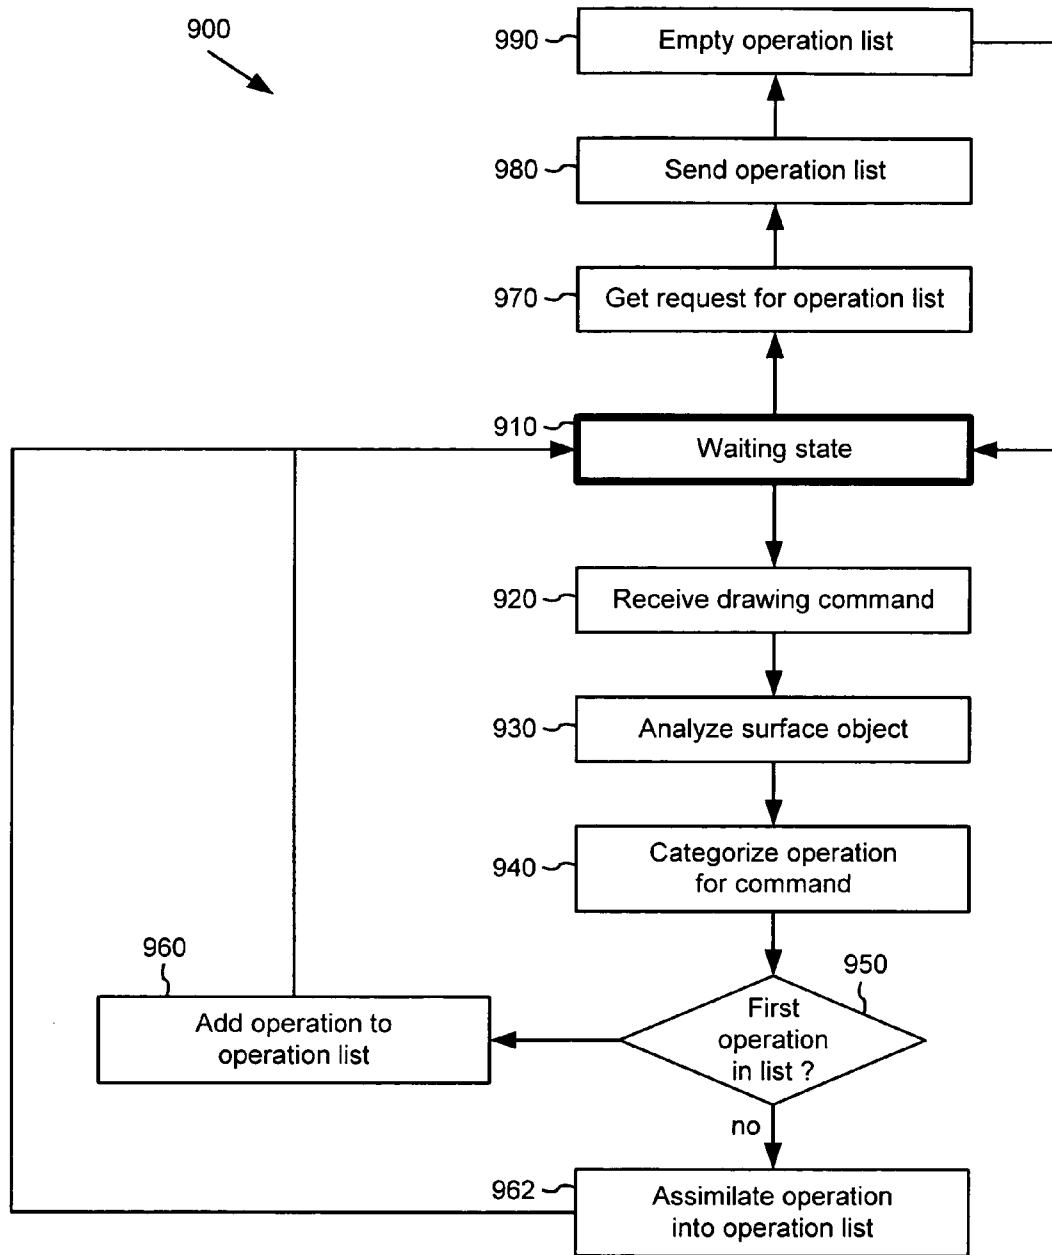 900
990
Empty operation list
980
Send operation list
970
Get request for operation list
910
Waiting state
920
Receive drawing command
930
Analyze surface object
940
Categorize operation
for command
950
First
operation
in list ?
960
Add operation to
operation list
no
962
Assimilate operation
into operation list